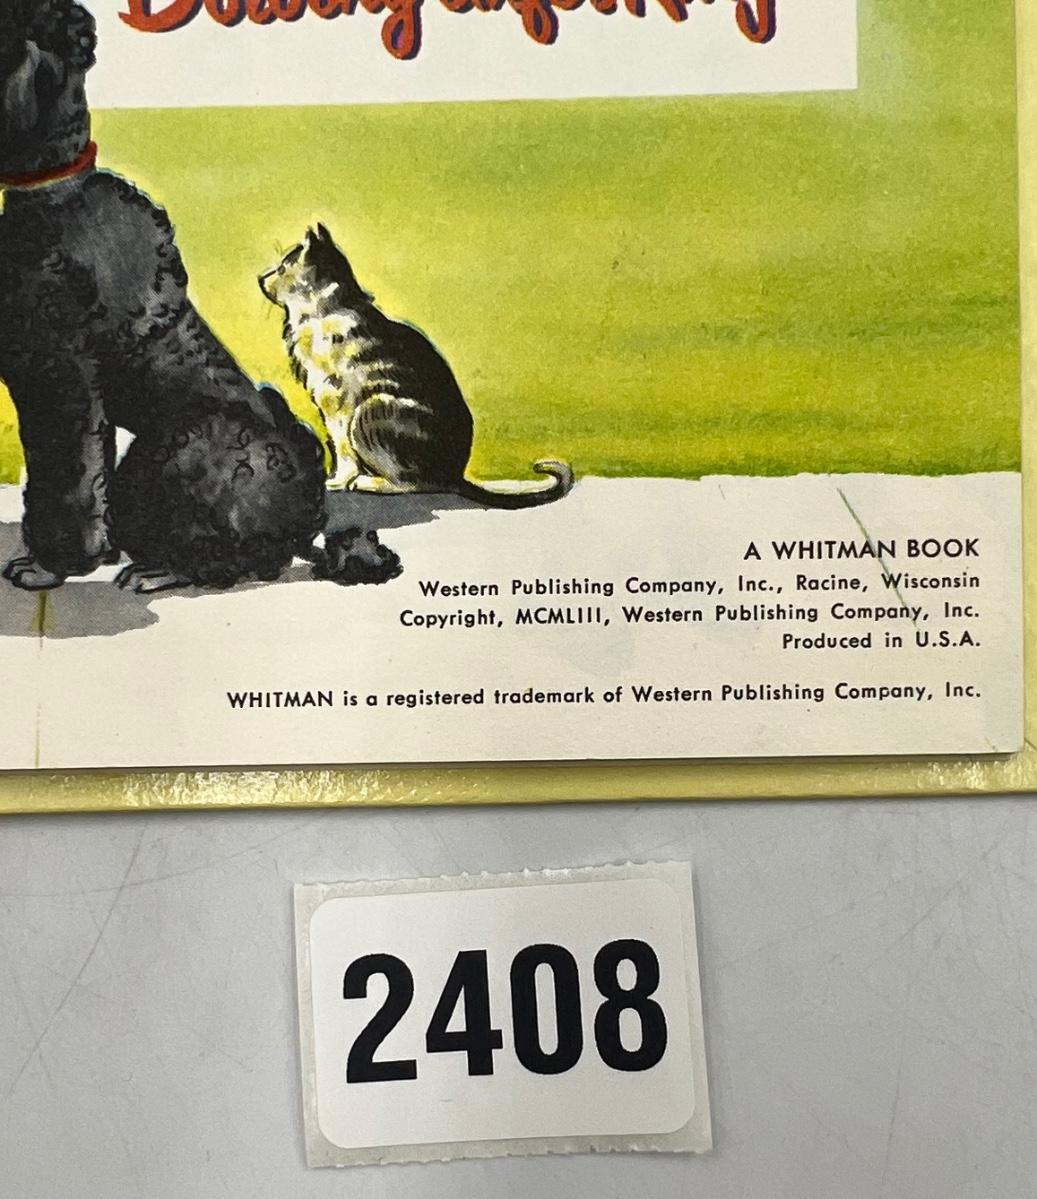 A WHITMAN BOOK
Western Publishing Company, Inc., Racine, Wisconsin
Copyright, MCMLIII, Western Publishing Company, Inc.
Produced in U.S.A.
WHITMAN is a registered trademark of Western Publishing Company, Inc.
2408